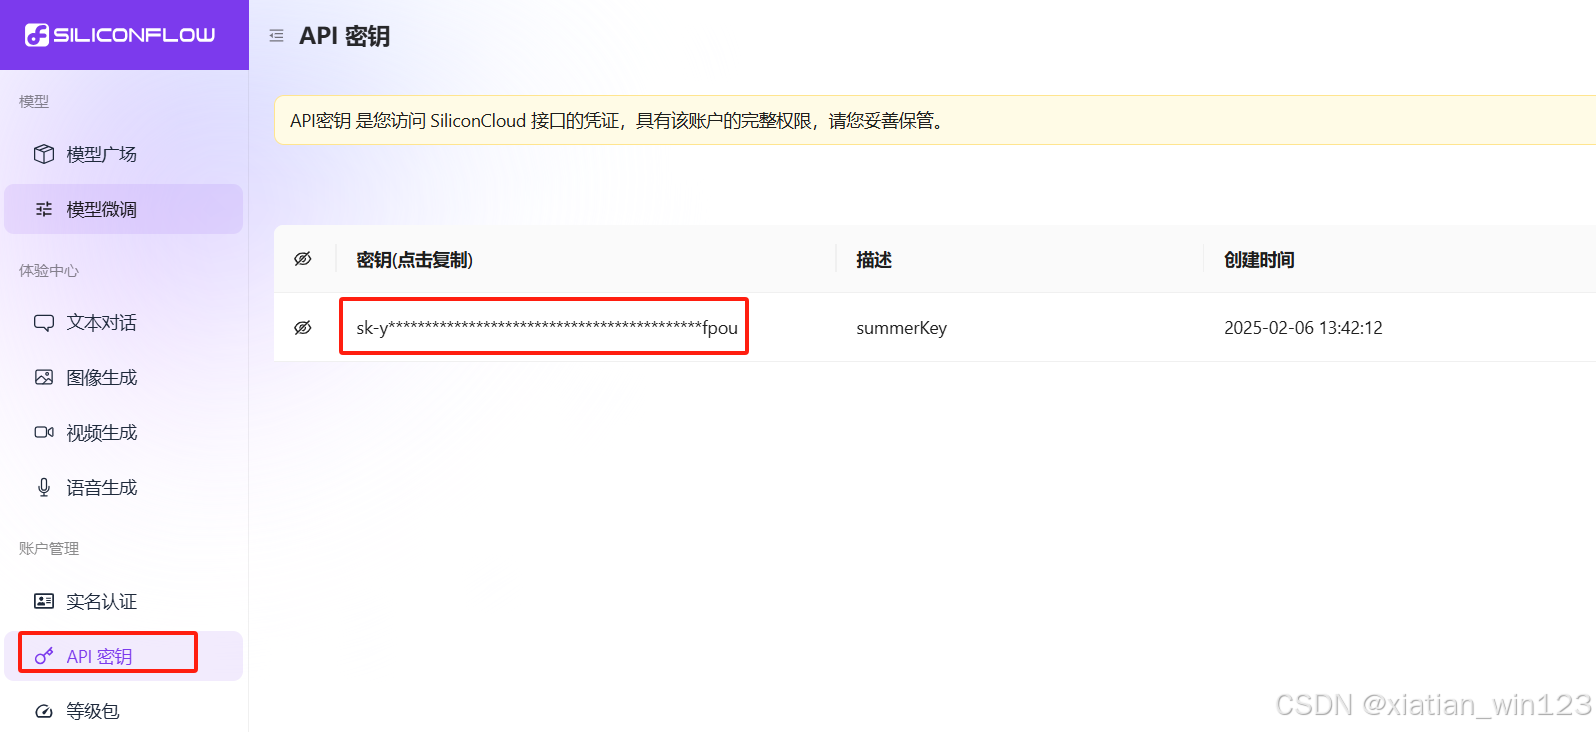 SILICONFLOW
API 密钥
模型
模型广场
模型微调
体验中心
文本对话
图像生成
视频生成
语音生成
账户管理
实名认证
API 密钥
等级包
API密钥 是您访问 SiliconCloud 接口的凭证，具有该账户的完整权限，请您妥善保管。
密钥(点击复制) 描述 创建时间
sk-y********************************************fpou summerKey 2025-02-06 13:42:12
CSDN @xiatian_win123